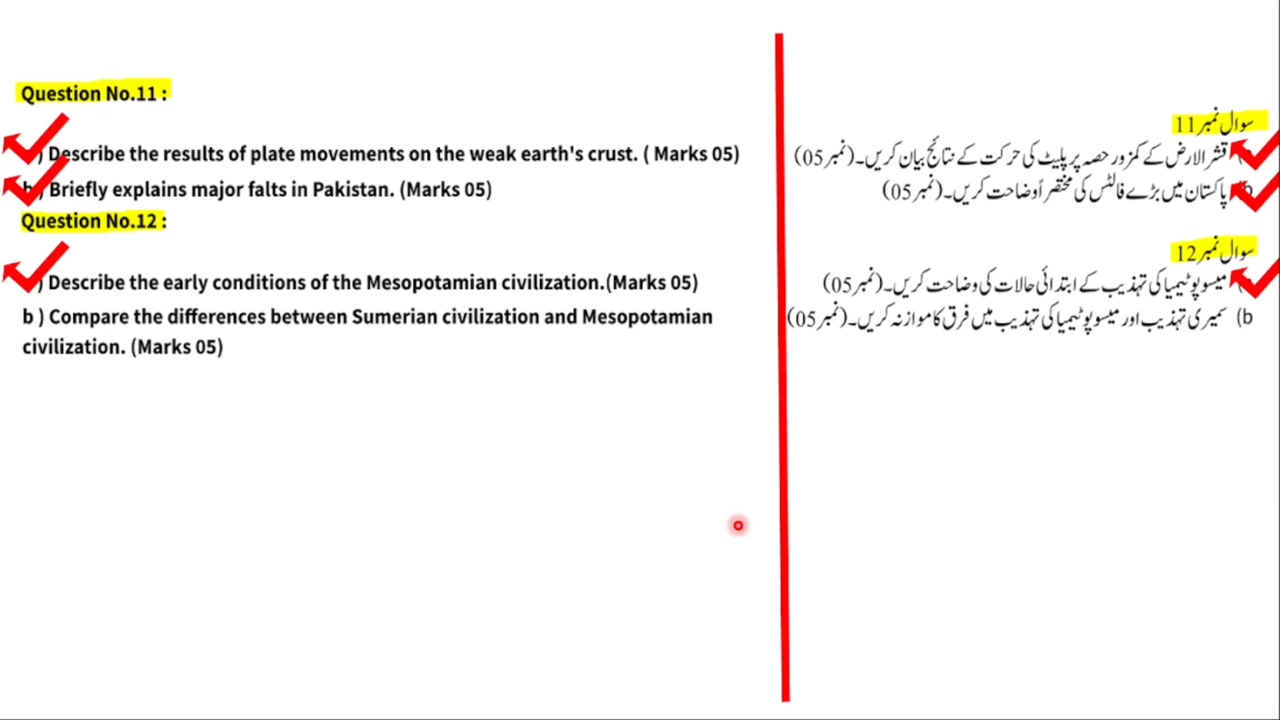 Question No.11 :
) Describe the results of plate movements on the weak earth's crust. ( Marks 05)
b ) Briefly explains major falts in Pakistan. (Marks 05)
Question No.12 :
) Describe the early conditions of the Mesopotamian civilization.(Marks 05)
b ) Compare the differences between Sumerian civilization and Mesopotamian
civilization. (Marks 05)
سوال نمبر 11
قشر الارض کے کمزور حصہ پر پلیٹ کی حرکت کے نتائج بیان کریں۔(نمبر 05)
b) پاکستان میں بڑے فالٹس کی مختصراً وضاحت کریں۔(نمبر 05)
سوال نمبر 12
میسوپوٹیمیا کی تہذیب کے ابتدائی حالات کی وضاحت کریں۔(نمبر 05)
b) سمیری تہذیب اور میسوپوٹیمیا کی تہذیب میں فرق کا موازنہ کریں۔(نمبر 05)